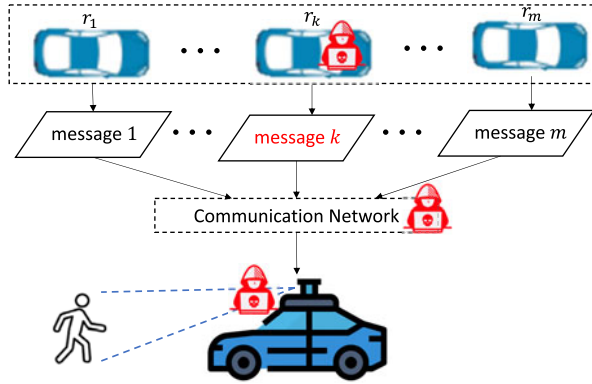 r₁ • • • rₖ • • • rₘ
message 1 • • • message k • • • message m
Communication Network